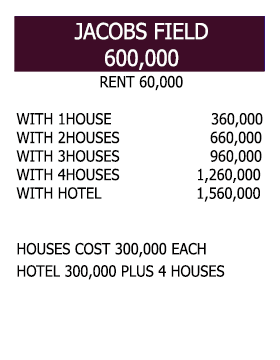 JACOBS FIELD
600,000
RENT 60,000
WITH 1HOUSE 360,000
WITH 2HOUSES 660,000
WITH 3HOUSES 960,000
WITH 4HOUSES 1,260,000
WITH HOTEL 1,560,000
HOUSES COST 300,000 EACH
HOTEL 300,000 PLUS 4 HOUSES